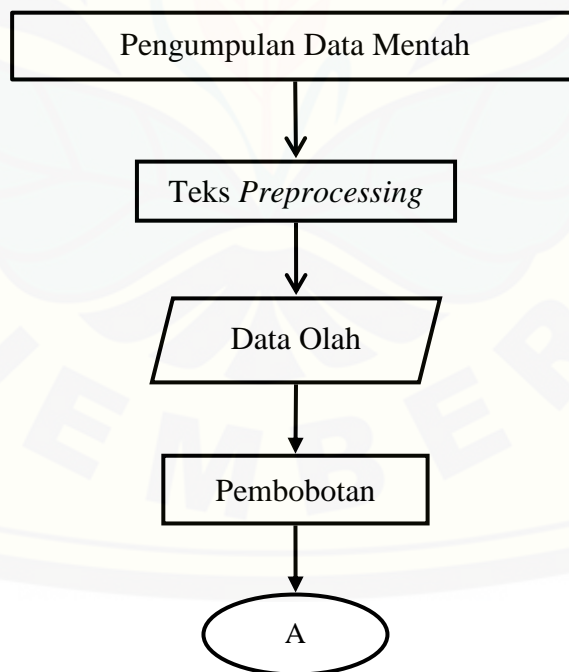 Pengumpulan Data Mentah
Teks Preprocessing
Data Olah
Pembobotan
A